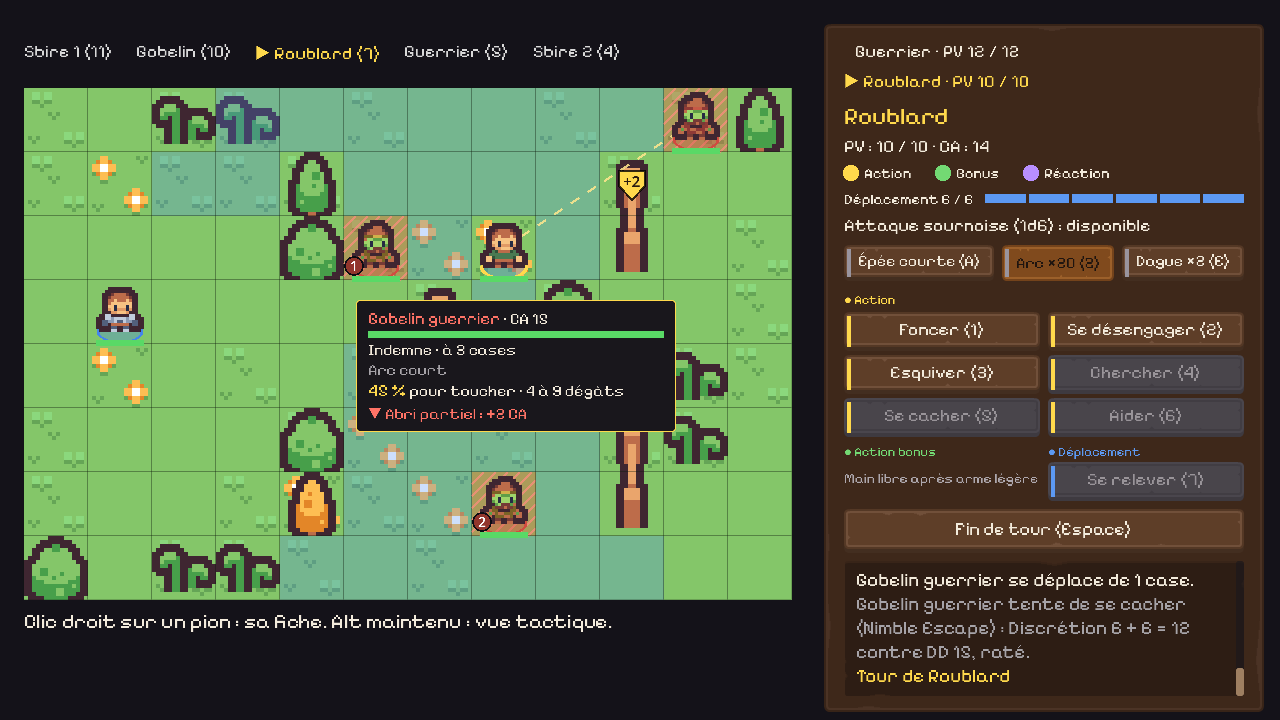 Sbire 1 (11)
Gobelin (10)
▶ Roublard (7)
Guerrier (5)
Sbire 2 (4)
+2
1
2
Gobelin guerrier · CA 15
Indemne · à 3 cases
Arc court
45 % pour toucher · 4 à 9 dégâts
▼ Abri partiel : +2 CA
Clic droit sur un pion : sa fiche. Alt maintenu : vue tactique.
Guerrier · PV 12 / 12
▶ Roublard · PV 10 / 10
Roublard
PV : 10 / 10 · CA : 14
Action
Bonus
Réaction
Déplacement 6 / 6
Attaque sournoise (1d6) : disponible
Épée courte (A)
Arc ×20 (Z)
Dague ×2 (E)
• Action
Foncer (1)
Se désengager (2)
Esquiver (3)
Chercher (4)
Se cacher (5)
Aider (6)
• Action bonus
• Déplacement
Main libre après arme légère
Se relever (7)
Fin de tour (Espace)
Gobelin guerrier se déplace de 1 case.
Gobelin guerrier tente de se cacher
(Nimble Escape) : Discrétion 6 + 6 = 12
contre DD 15, raté.
Tour de Roublard